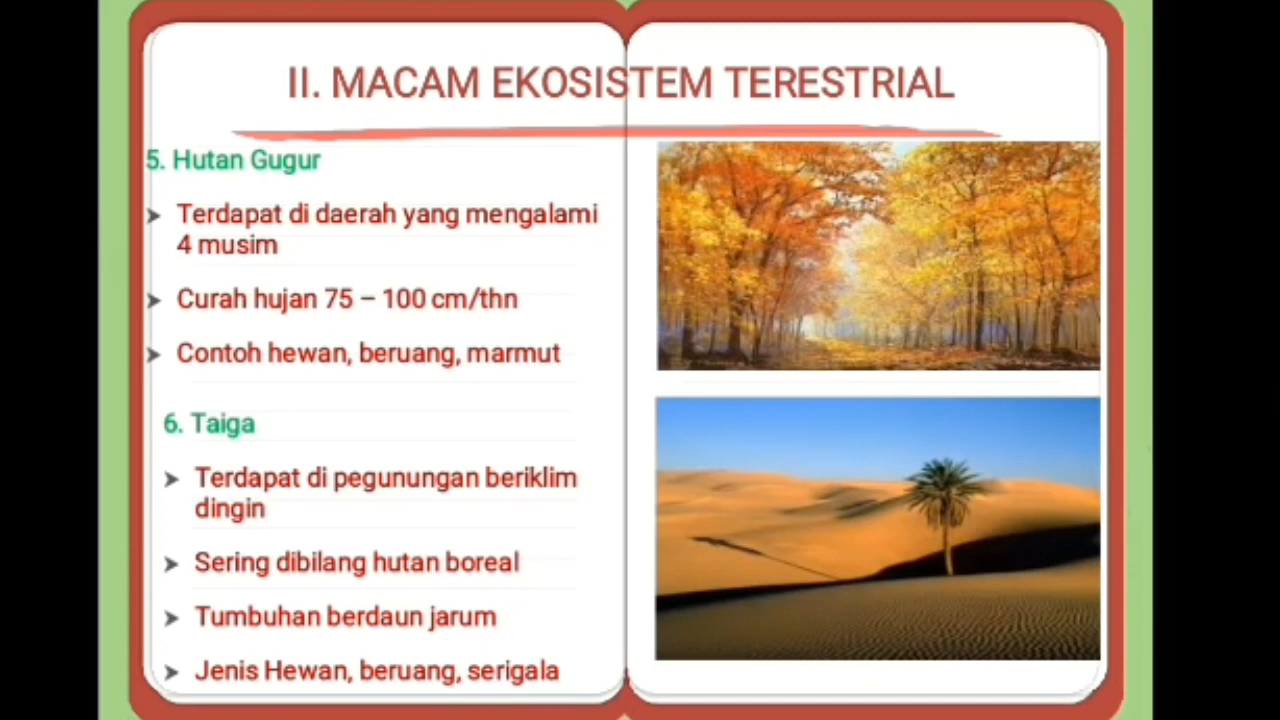 II. MACAM EKOSISTEM TERESTRIAL
5. Hutan Gugur
Terdapat di daerah yang mengalami
4 musim
Curah hujan 75 – 100 cm/thn
Contoh hewan, beruang, marmut
6. Taiga
Terdapat di pegunungan beriklim
dingin
Sering dibilang hutan boreal
Tumbuhan berdaun jarum
Jenis Hewan, beruang, serigala